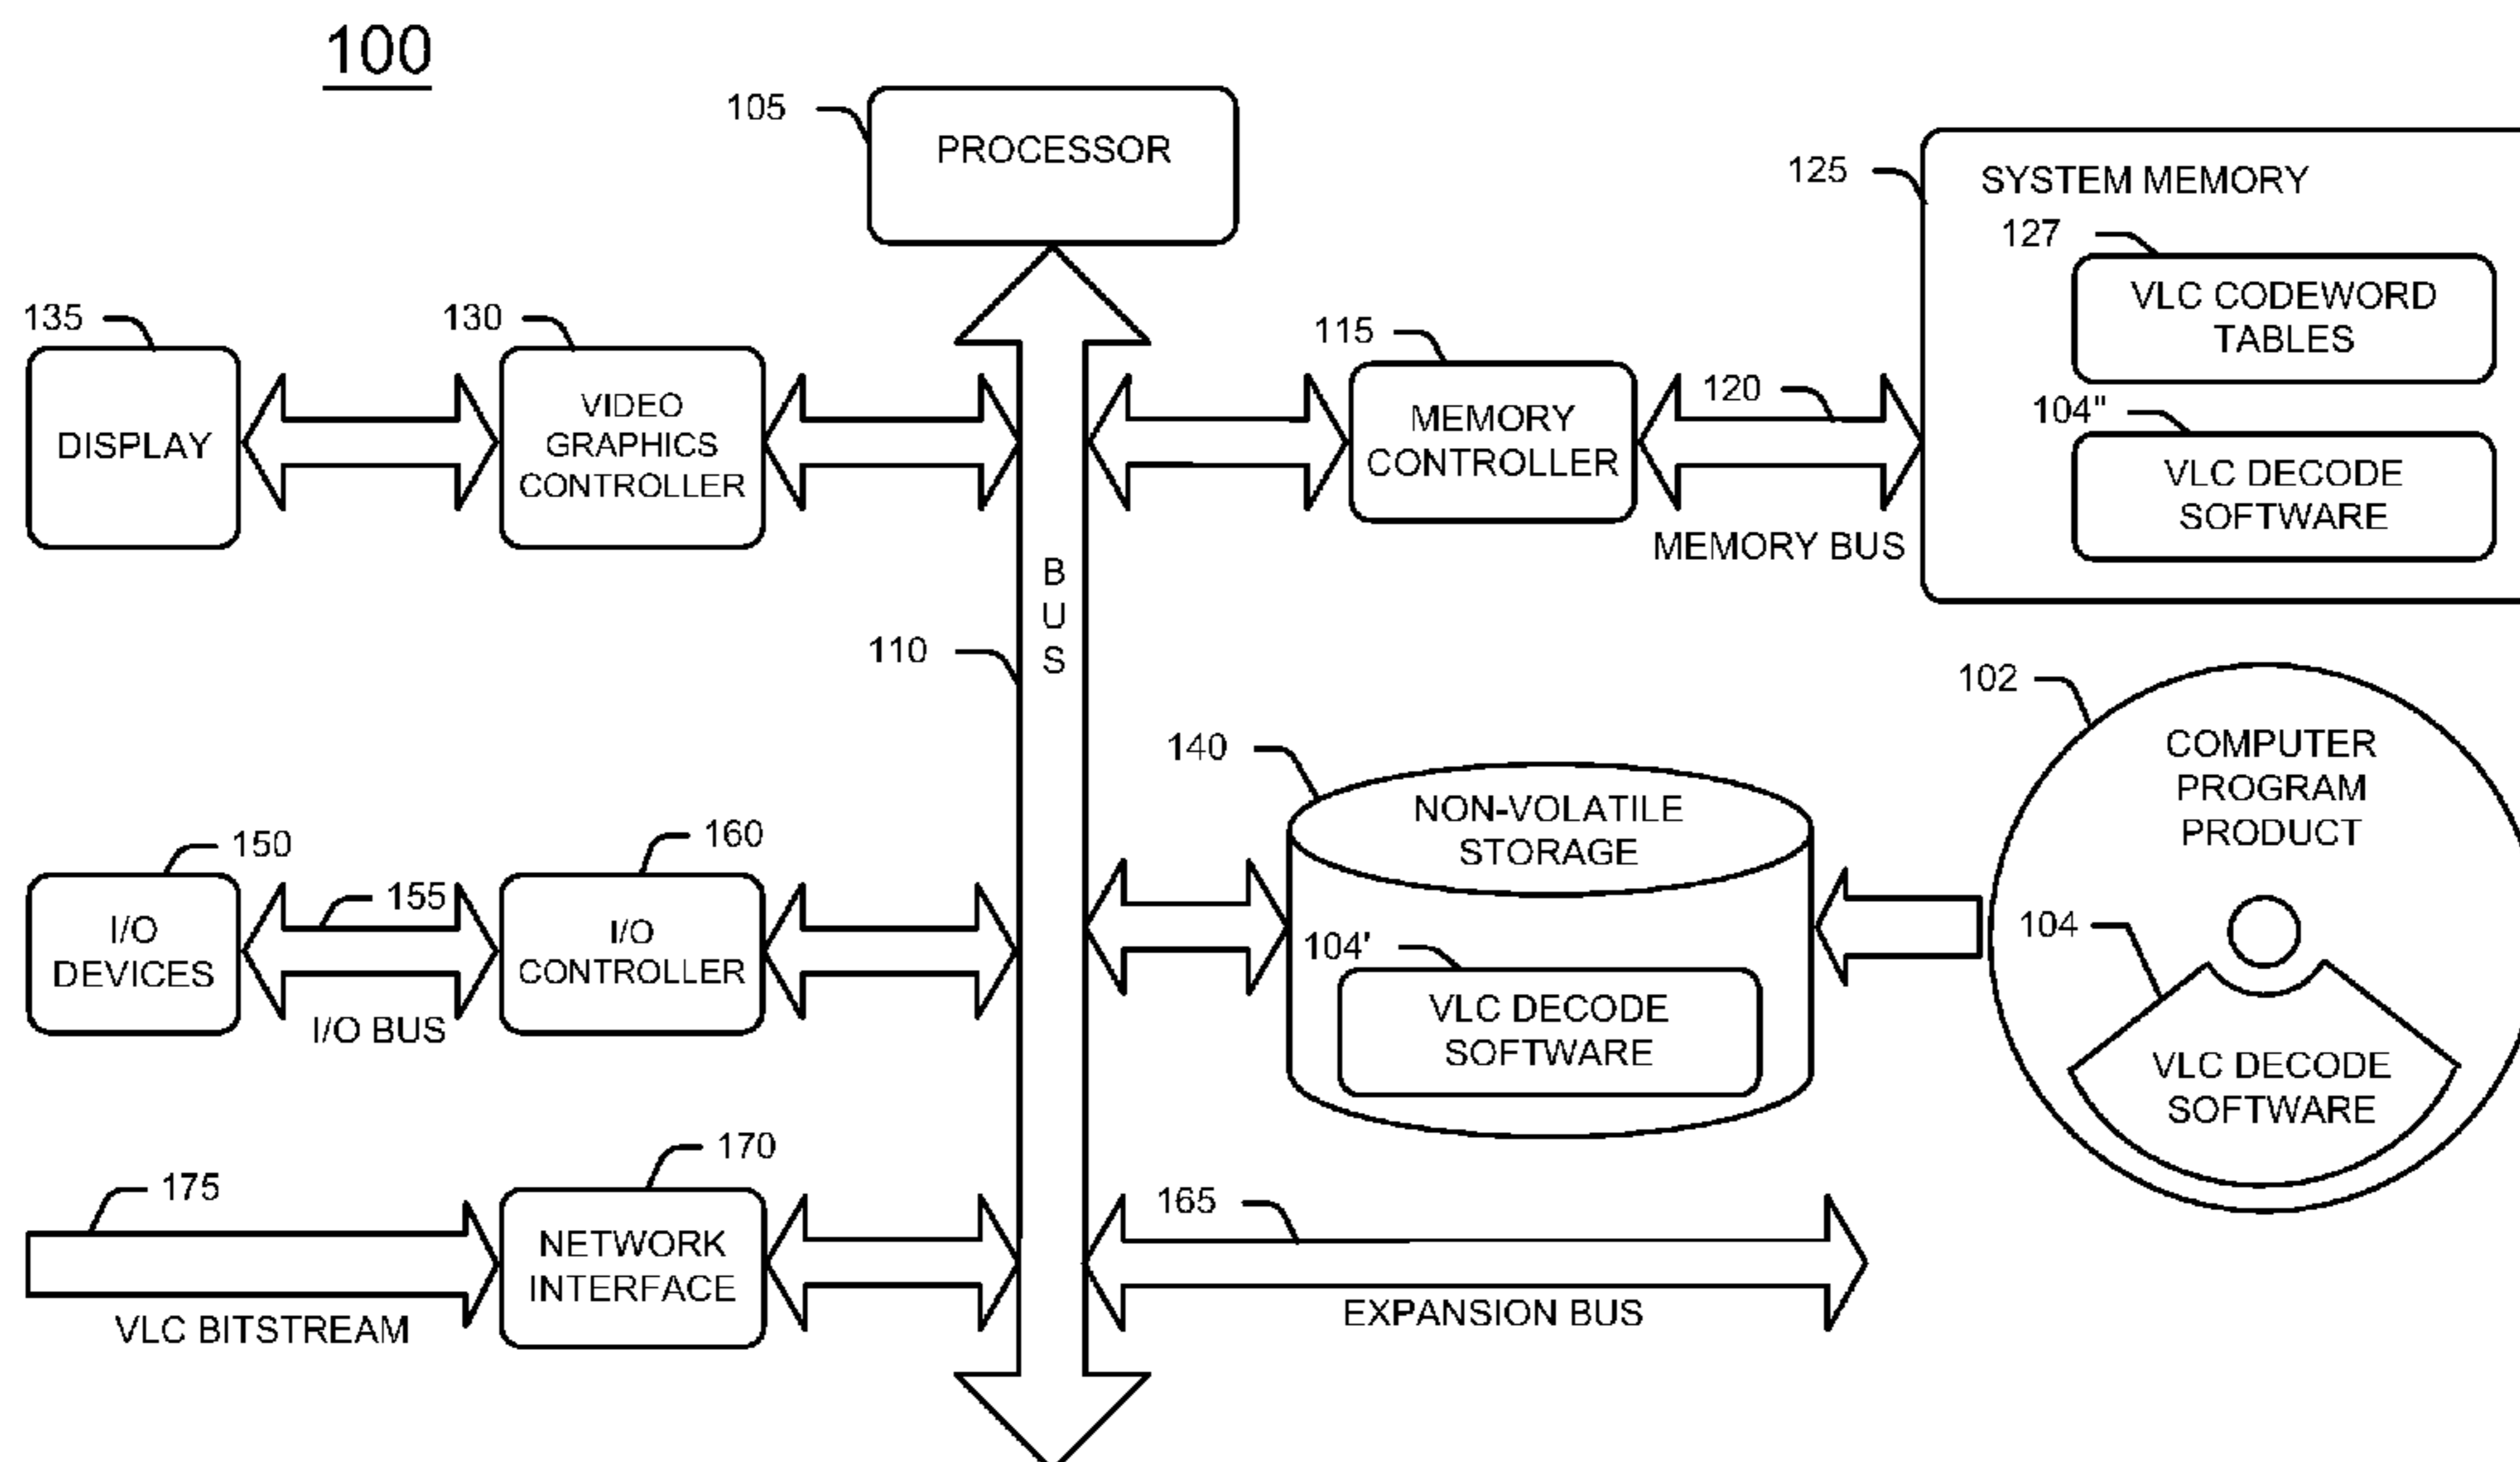 100
105
PROCESSOR
125
SYSTEM MEMORY
127
VLC CODEWORD
TABLES
104"
VLC DECODE
SOFTWARE
135
DISPLAY
130
VIDEO
GRAPHICS
CONTROLLER
115
MEMORY
CONTROLLER
120
MEMORY BUS
B
U
S
110
102
COMPUTER
PROGRAM
PRODUCT
104
VLC DECODE
SOFTWARE
140
NON-VOLATILE
STORAGE
104'
VLC DECODE
SOFTWARE
150
I/O
DEVICES
155
I/O BUS
160
I/O
CONTROLLER
175
VLC BITSTREAM
170
NETWORK
INTERFACE
165
EXPANSION BUS